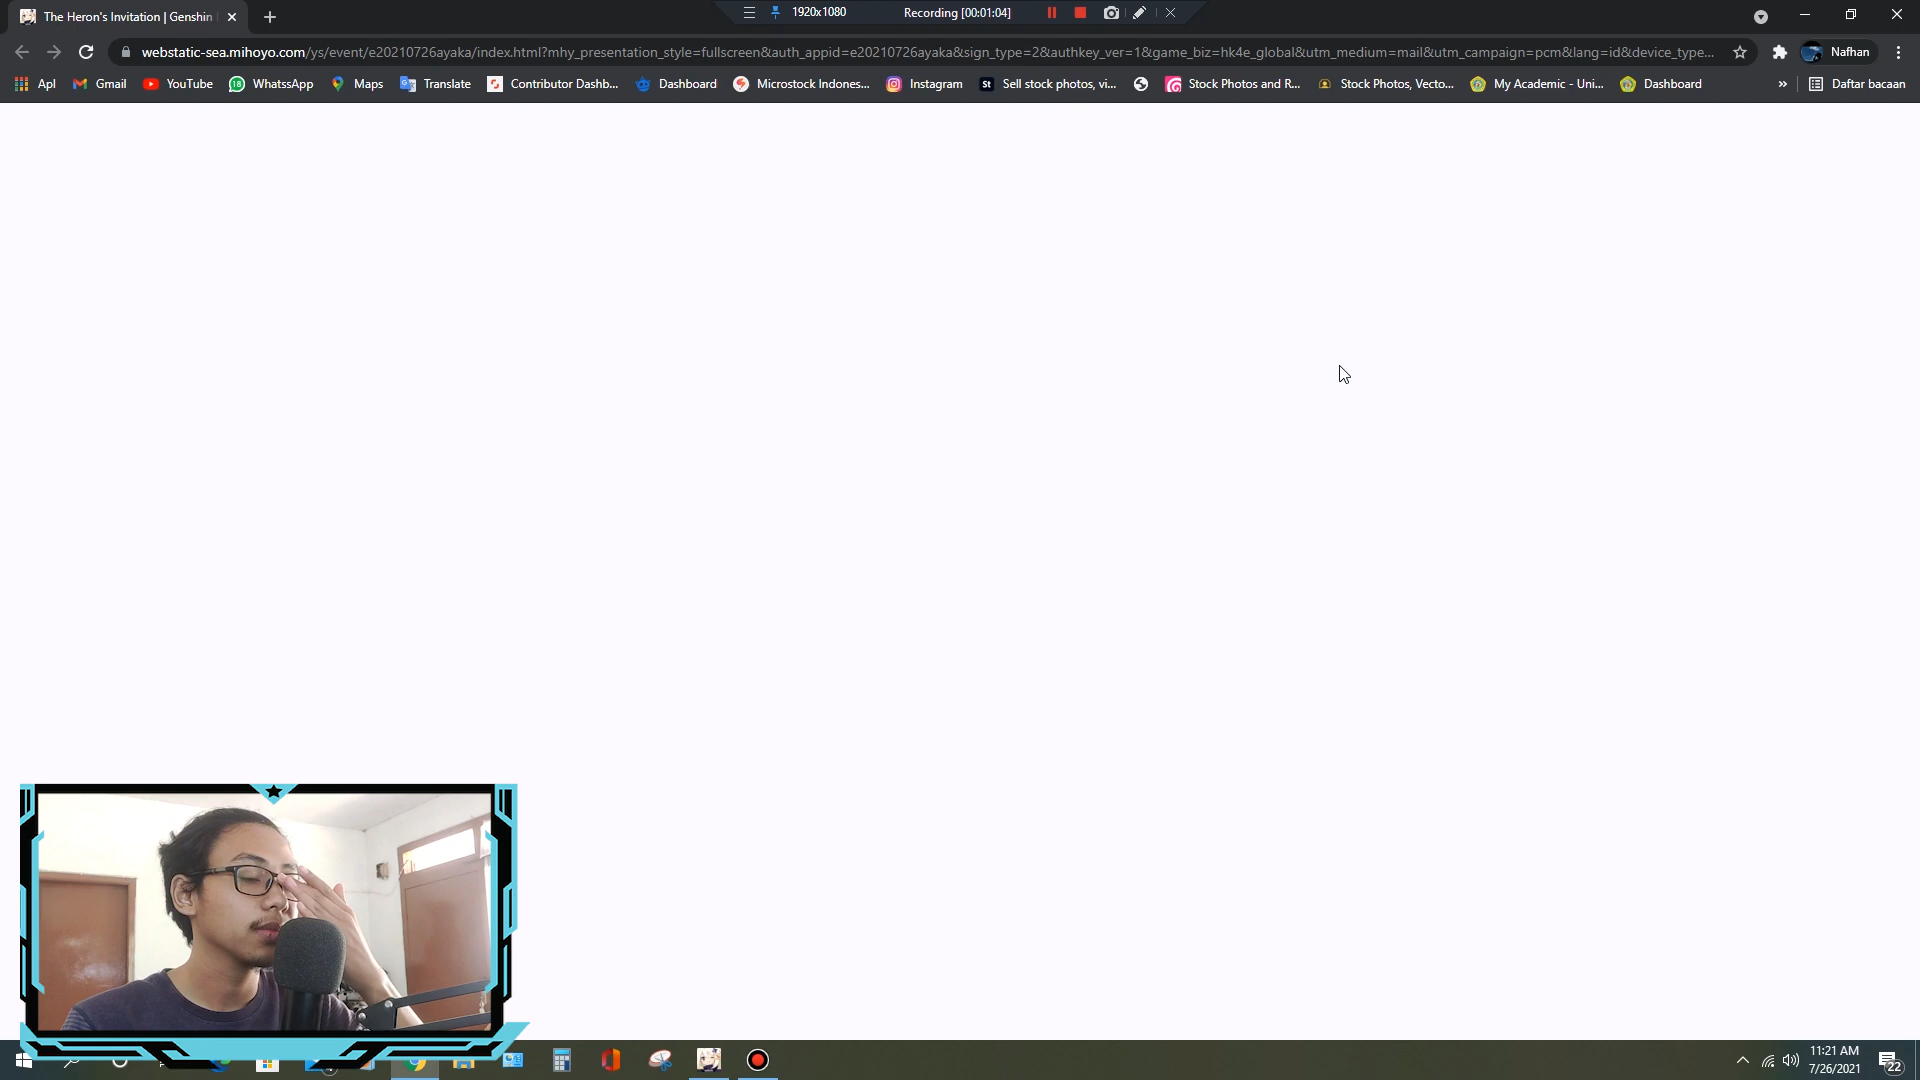 The Heron's Invitation | Genshin
1920x1080
Recording [00:01:04]
webstatic-sea.mihoyo.com/ys/event/e20210726ayaka/index.html?mhy_presentation_style=fullscreen&auth_appid=e20210726ayaka&sign_type=2&authkey_ver=1&game_biz=hk4e_global&utm_medium=mail&utm_campaign=pcm&lang=id&device_type...
Nafhan
Apl
Gmail
YouTube
18
WhatssApp
Maps
Translate
Contributor Dashb...
Dashboard
Microstock Indones...
Instagram
St
Sell stock photos, vi...
Stock Photos and R...
Stock Photos, Vecto...
My Academic - Uni...
Dashboard
»
Daftar bacaan
11:21 AM
7/26/2021
22